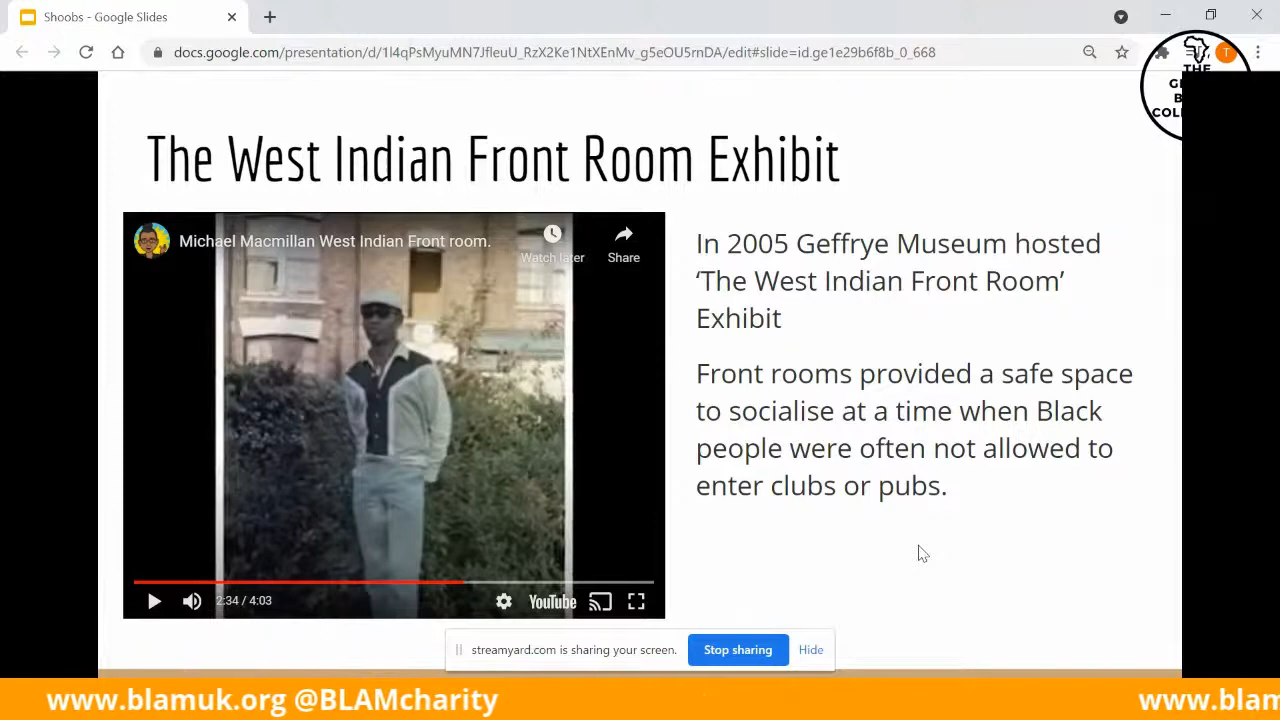 Shoobs - Google Slides
docs.google.com/presentation/d/1l4qPsMyuMN7JfleuU_RzX2Ke1NtXEnMv_g5eOU5rnDA/edit#slide=id.ge1e29b6f8b_0_668
T
THE
The West Indian Front Room Exhibit
Michael Macmillan West Indian Front room.
Watch later
Share
2:34 / 4:03
YouTube
In 2005 Geffrye Museum hosted
‘The West Indian Front Room’
Exhibit
Front rooms provided a safe space
to socialise at a time when Black
people were often not allowed to
enter clubs or pubs.
streamyard.com is sharing your screen.
Stop sharing
Hide
www.blamuk.org @BLAMcharity
www.blam